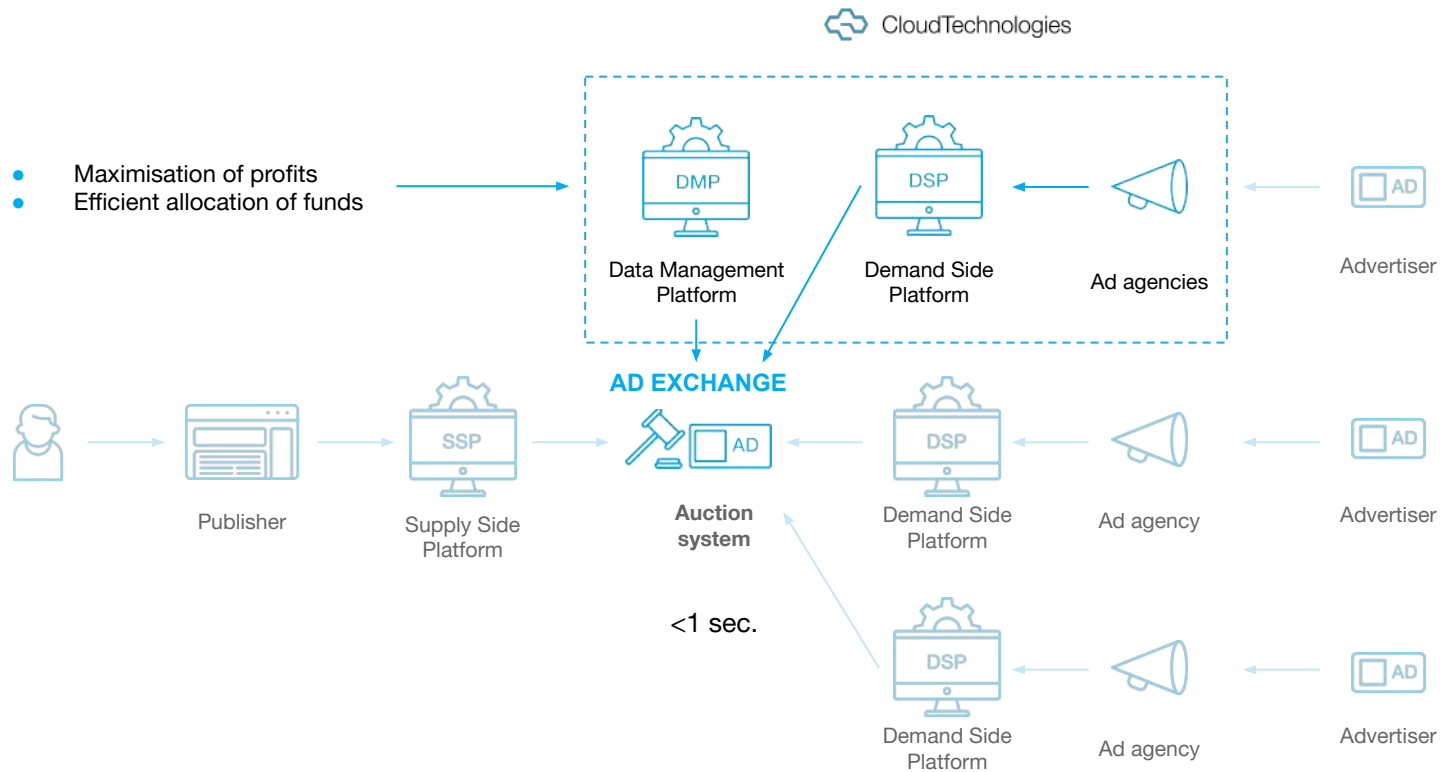 CloudTechnologies
Maximisation of profits
Efficient allocation of funds
DMP
DSP
AD
Data Management
Platform
Demand Side
Platform
Ad agencies
Advertiser
AD EXCHANGE
SSP
AD
DSP
AD
Publisher
Supply Side
Platform
Auction
system
Demand Side
Platform
Ad agency
Advertiser
<1 sec.
DSP
AD
Demand Side
Platform
Ad agency
Advertiser